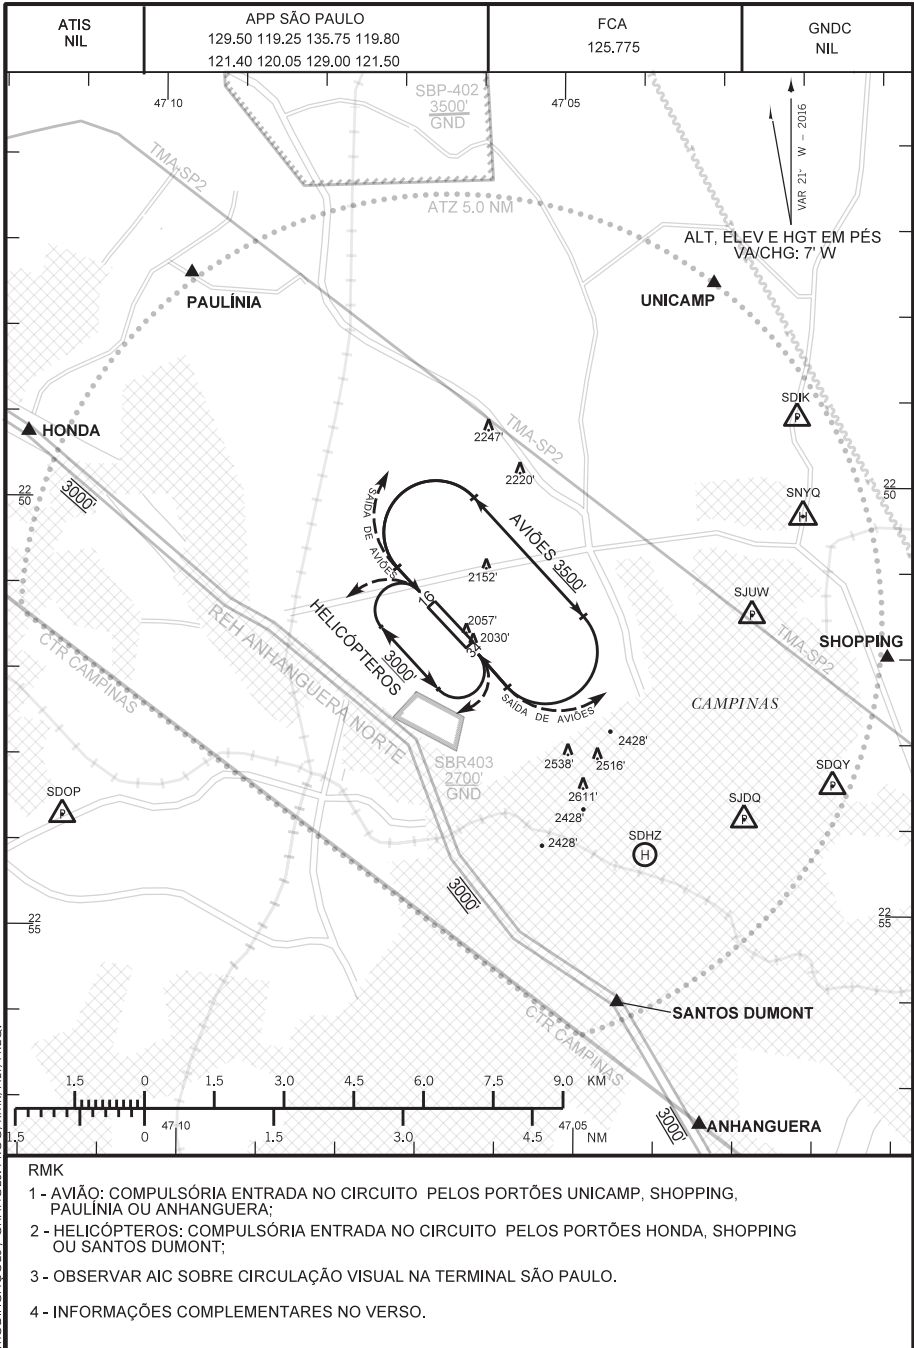 ATIS
NIL
APP SÃO PAULO
129.50 119.25 135.75 119.80
121.40 120.05 129.00 121.50
FCA
125.775
GNDC
NIL
47 10
47 05
SBP-402
3500'
GND
VAR 21° W - 2016
TMA-SP2
ATZ 5.0 NM
ALT, ELEV E HGT EM PÉS
VA/CHG: 7' W
PAULÍNIA
UNICAMP
SDIK
HONDA
2247'
TMA-SP2
2220'
3000'
22
50
22
50
SNYQ
SAÍDA DE AVIÕES
AVIÕES 3500'
2152'
16
HELICÓPTEROS
3000'
2057'
2030'
34
SJUW
SHOPPING
TMA-SP2
REH ANHANGUERA NORTE
CTR CAMPINAS
SAÍDA DE AVIÕES
CAMPINAS
2428'
2538'
2516'
SBR403
2700'
GND
SDOP
P
2611'
2428'
SDQY
P
SJDQ
P
SDHZ
H
2428'
3000'
22
55
22
55
SANTOS DUMONT
CTR CAMPINAS
1.5 0 1.5 3.0 4.5 6.0 7.5 9.0 KM
47 10
47 05
1.5 0 1.5 3.0 4.5 NM
3000'
ANHANGUERA
RMK
1 - AVIÃO: COMPULSÓRIA ENTRADA NO CIRCUITO PELOS PORTÕES UNICAMP, SHOPPING,
PAULÍNIA OU ANHANGUERA;
2 - HELICÓPTEROS: COMPULSÓRIA ENTRADA NO CIRCUITO PELOS PORTÕES HONDA, SHOPPING
OU SANTOS DUMONT;
3 - OBSERVAR AIC SOBRE CIRCULAÇÃO VISUAL NA TERMINAL SÃO PAULO.
4 - INFORMAÇÕES COMPLEMENTARES NO VERSO.